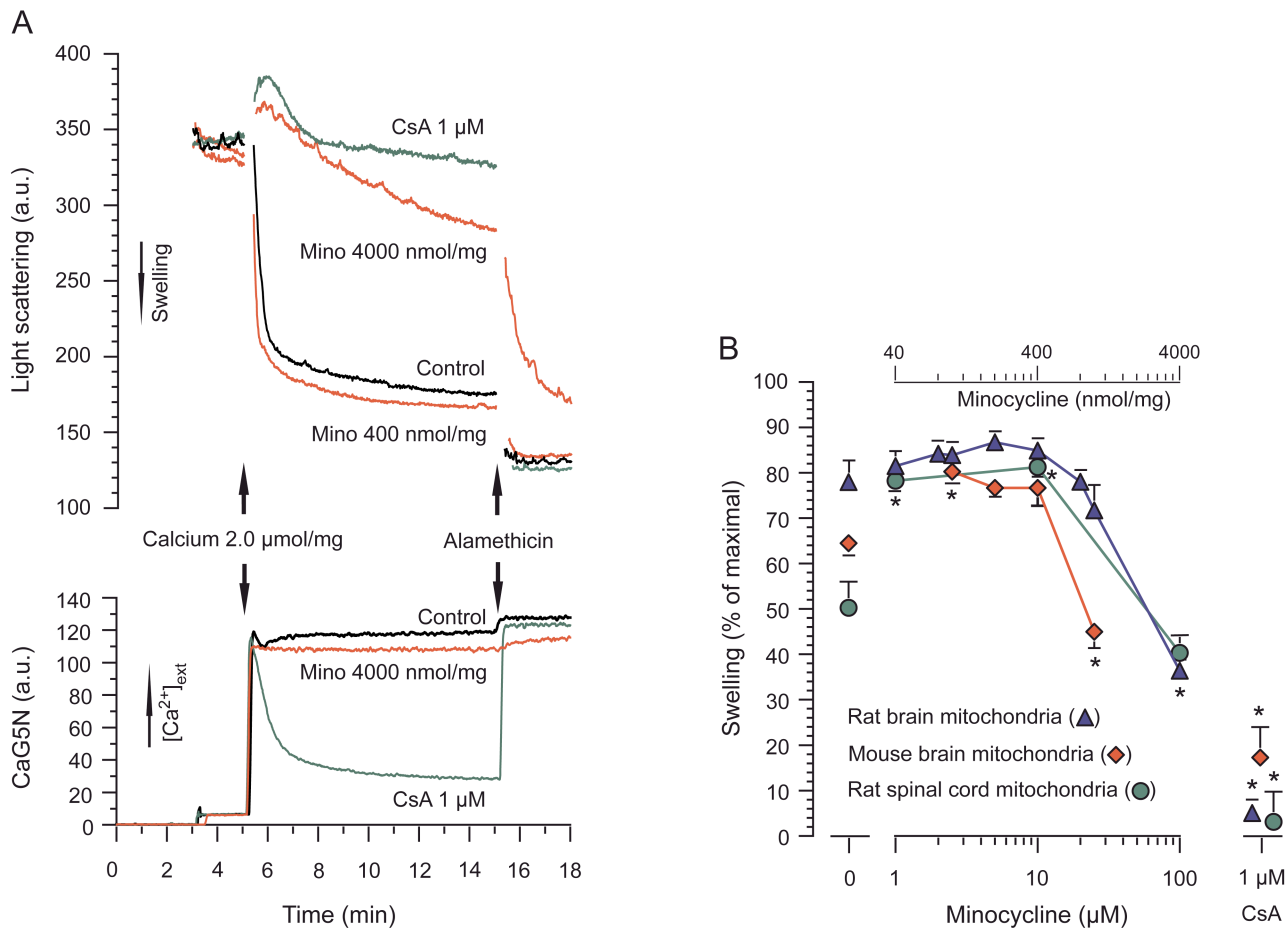 A
400
350
300
250
200
150
100
Light scattering (a.u.)
Swelling
CsA 1 µM
Mino 4000 nmol/mg
Control
Mino 400 nmol/mg
Calcium 2.0 µmol/mg
Alamethicin
140
120
100
80
60
40
20
0
CaG5N (a.u.)
[Ca²⁺]ext
Control
Mino 4000 nmol/mg
CsA 1 µM
0 2 4 6 8 10 12 14 16 18
Time (min)
B
40 400 4000
Minocycline (nmol/mg)
100
90
80
70
60
50
40
30
20
10
0
Swelling (% of maximal)
* * *
* *
Rat brain mitochondria (▲)
Mouse brain mitochondria (◆)
Rat spinal cord mitochondria (●)
* * *
0 1 10 100 1 µM
Minocycline (µM) CsA